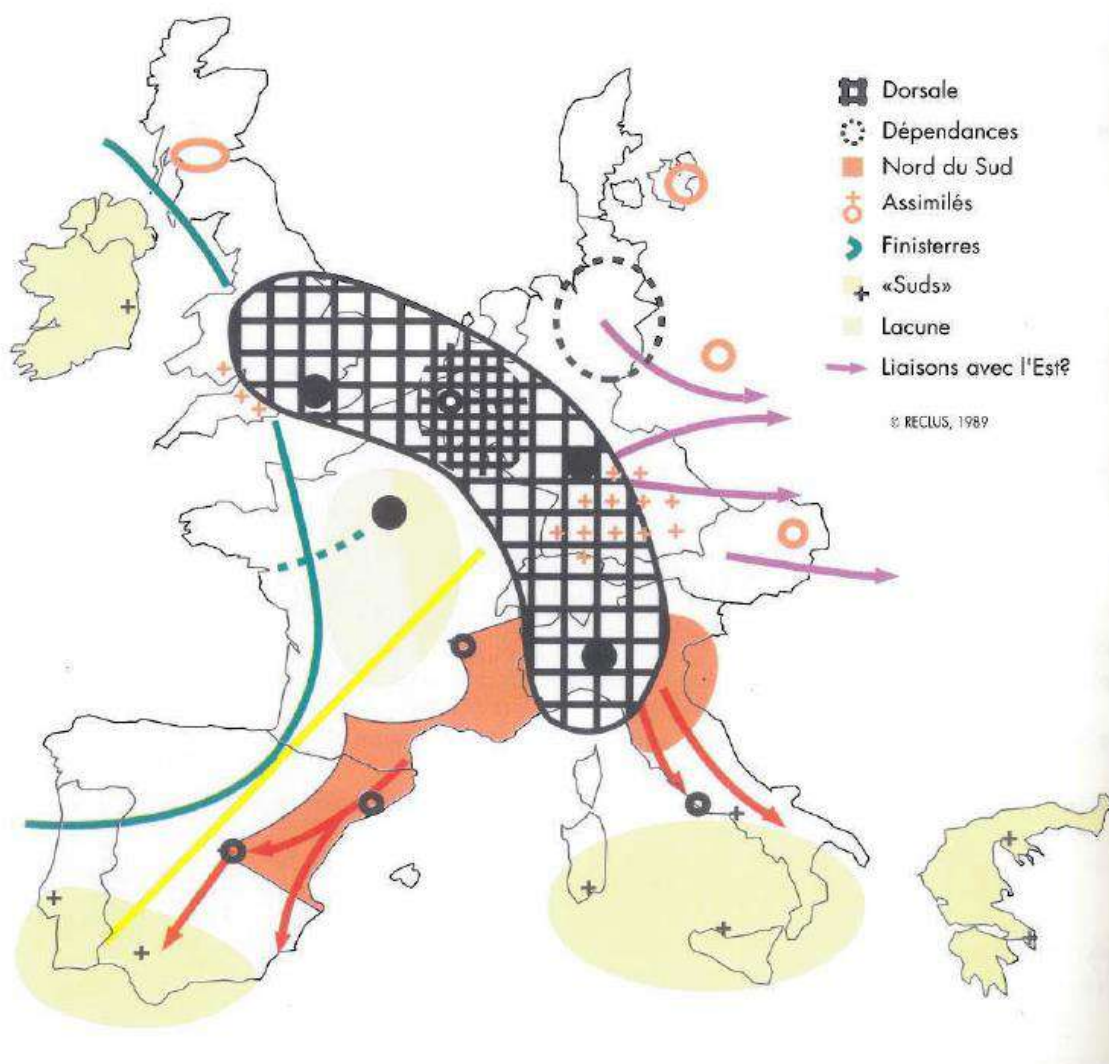 Dorsale
Dépendances
Nord du Sud
Assimilés
Finisterres
«Suds»
Lacune
Liaisons avec l'Est?
© RECLUS, 1989